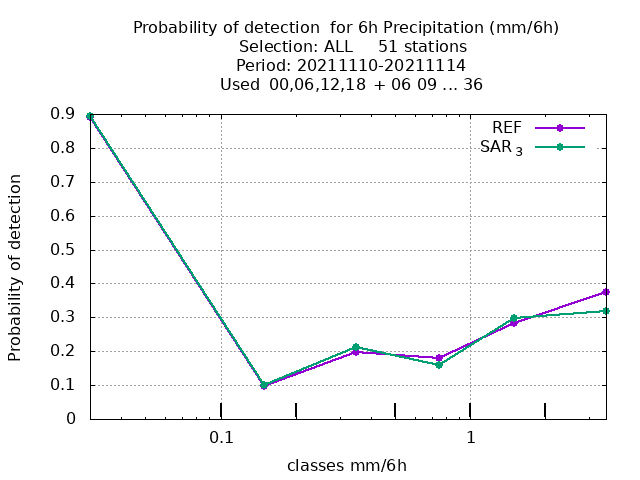 Probability of detection for 6h Precipitation (mm/6h)
Selection: ALL 51 stations
Period: 20211110-20211114
Used 00,06,12,18 + 06 09 ... 36
REF
SAR 3
0.9
0.8
0.7
0.6
0.5
0.4
0.3
0.2
0.1
0
Probability of detection
0.1 1
classes mm/6h